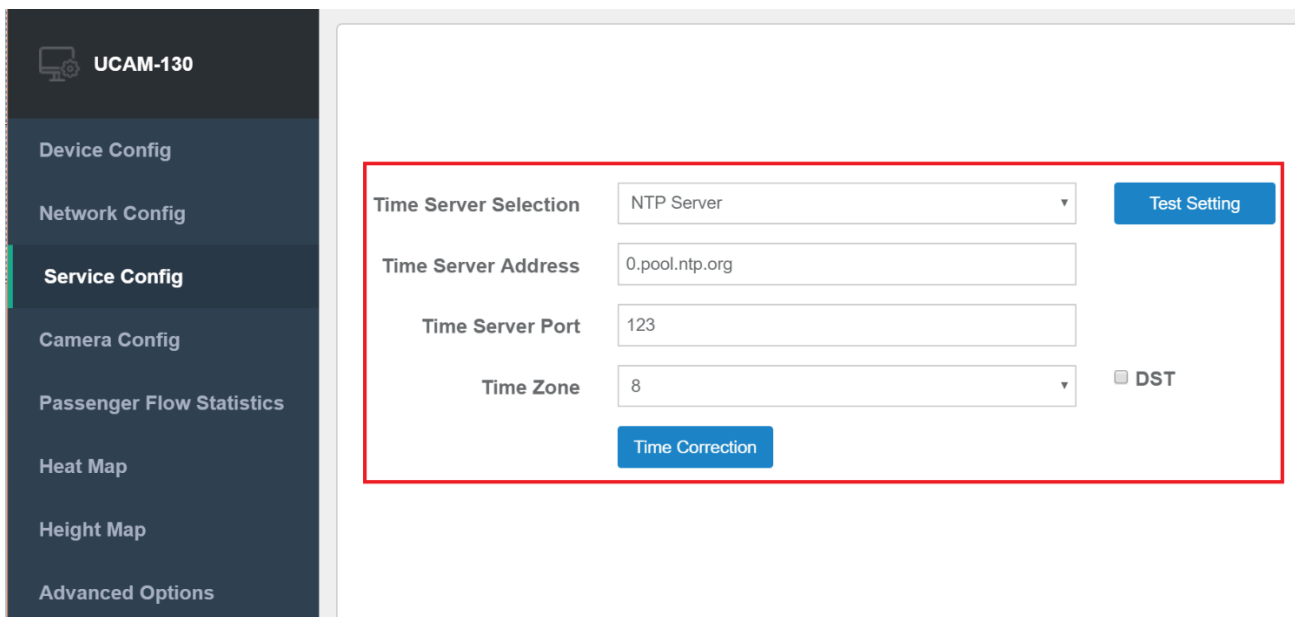 UCAM-130
Device Config
Network Config
Service Config
Camera Config
Passenger Flow Statistics
Heat Map
Height Map
Advanced Options
Time Server Selection NTP Server Test Setting
Time Server Address 0.pool.ntp.org
Time Server Port 123
Time Zone 8 DST
Time Correction